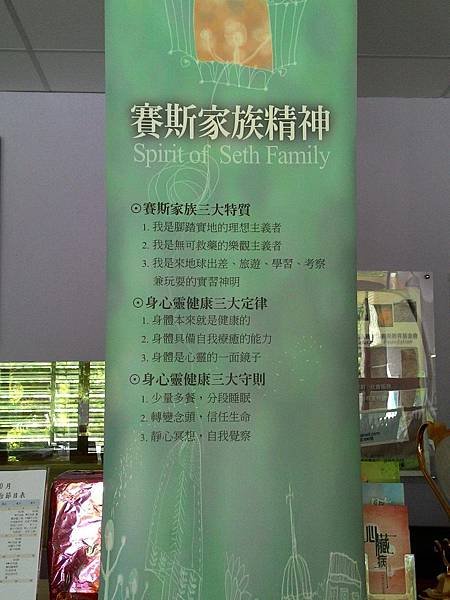 賽斯家族精神
Spirit of Seth Family
⊙賽斯家族三大特質
1. 我是腳踏實地的理想主義者
2. 我是無可救藥的樂觀主義者
3. 我是來地球出差、旅遊、學習、考察
兼玩耍的實習神明
⊙身心靈健康三大定律
1. 身體本來就是健康的
2. 身體具備自我療癒的能力
3. 身體是心靈的一面鏡子
⊙身心靈健康三大守則
1. 少量多餐，分段睡眠
2. 轉變念頭，信任生命
3. 靜心冥想，自我覺察
月
節目表
心臟病